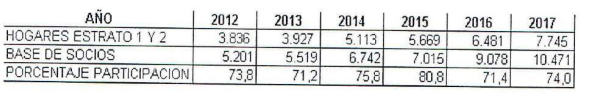 AÑO 2012 2013 2014 2015 2016 2017
HOGARES ESTRATO 1 Y 2 3.836 3.927 5.113 5.669 6.481 7.745
BASE DE SOCIOS 5.201 5.519 6.742 7.015 9.078 10.471
PORCENTAJE PARTICIPACION 73,8 71,2 75,8 80,8 71,4 74,0